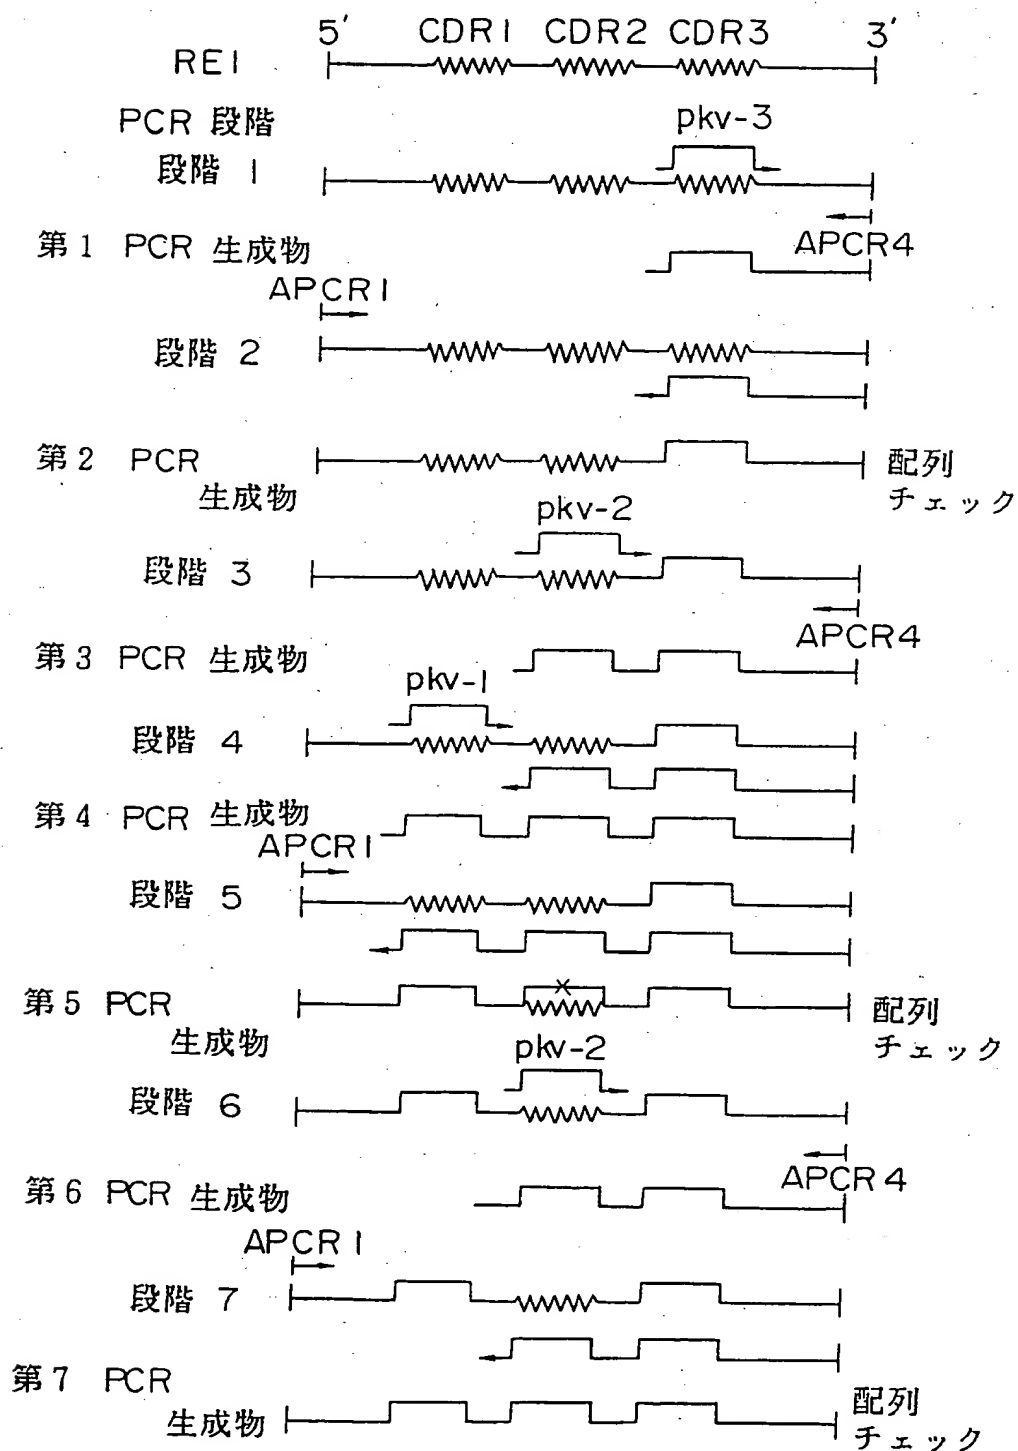 5' CDR1 CDR2 CDR3 3'
RE1
PCR 段階
pkv-3
段階 1
第1 PCR 生成物
APCR4
APCR1
段階 2
第2 PCR
生成物
配列
チェック
pkv-2
段階 3
APCR4
第3 PCR 生成物
pkv-1
段階 4
第4 PCR 生成物
APCR1
段階 5
第5 PCR
生成物
×
配列
チェック
pkv-2
段階 6
APCR4
第6 PCR 生成物
APCR1
段階 7
第7 PCR
生成物
配列
チェック